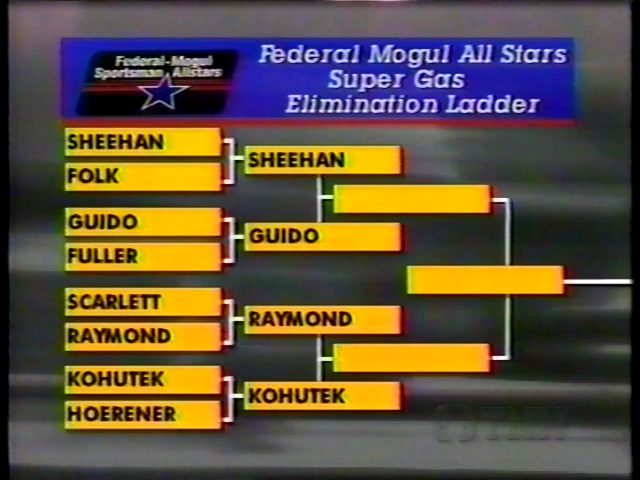 Federal-Mogul
Sportsman Allstars
Federal Mogul All Stars
Super Gas
Elimination Ladder
SHEEHAN
FOLK
GUIDO
FULLER
SCARLETT
RAYMOND
KOHUTEK
HOERENER
SHEEHAN
GUIDO
RAYMOND
KOHUTEK